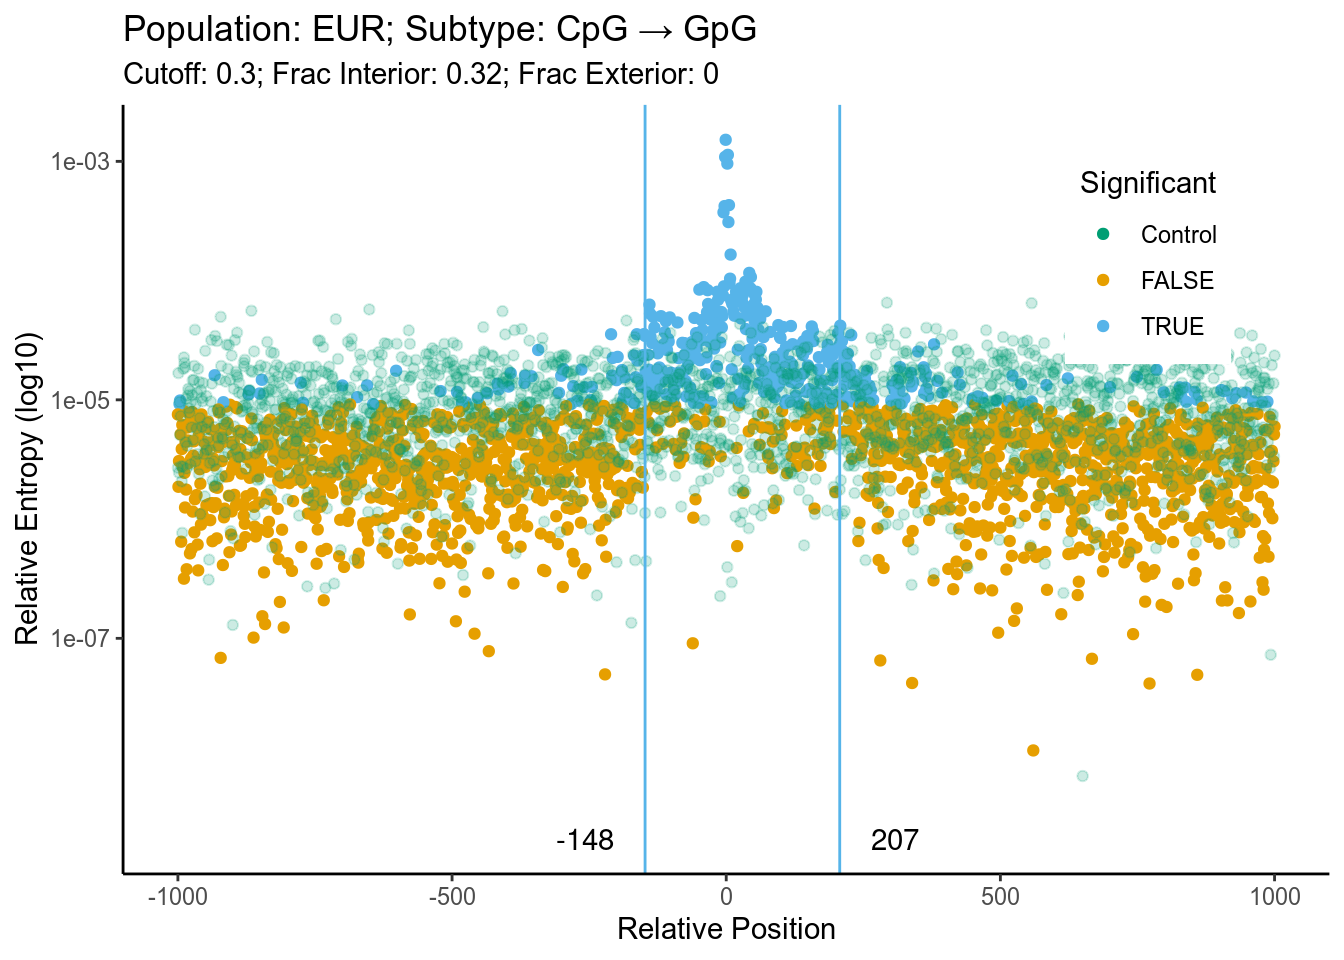 Population: EUR; Subtype: CpG → GpG
Cutoff: 0.3; Frac Interior: 0.32; Frac Exterior: 0
Relative Entropy (log10)
1e-03
1e-05
1e-07
Significant
Control
FALSE
TRUE
-148
207
-1000
-500
0
500
1000
Relative Position